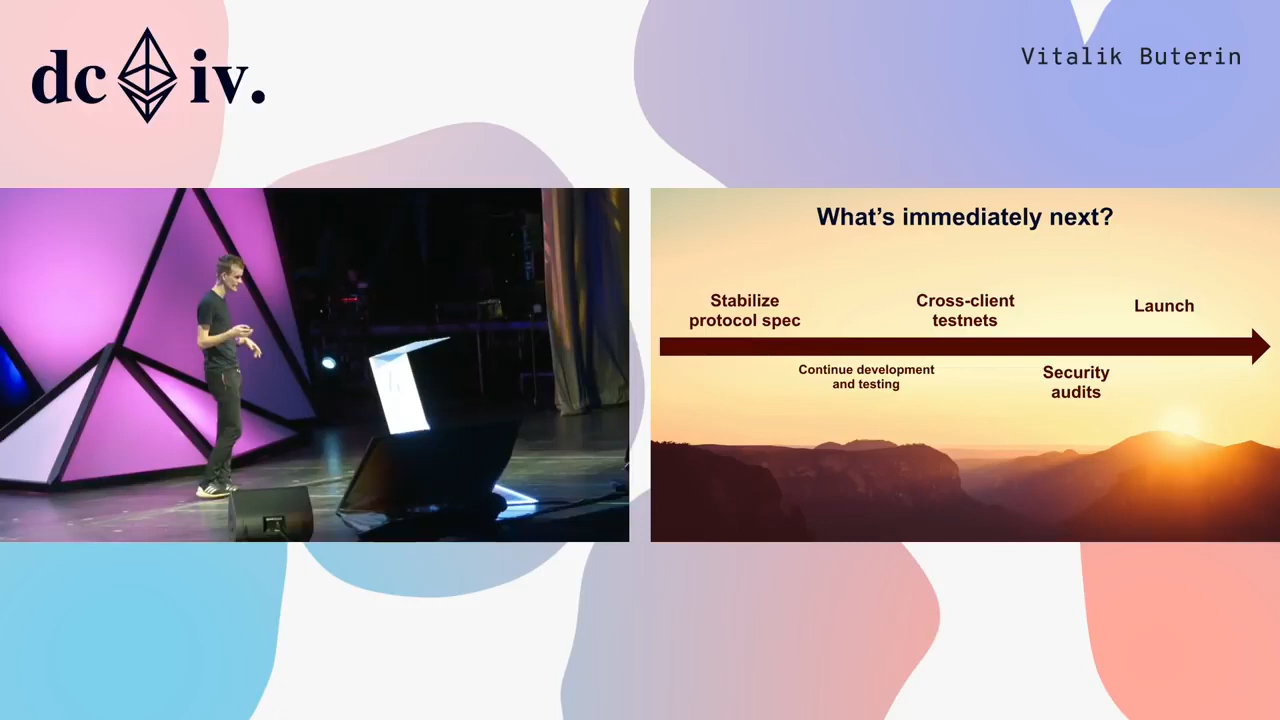 dc iv.
Vitalik Buterin
What's immediately next?
Stabilize
protocol spec
Cross-client
testnets
Launch
Continue development
and testing
Security
audits